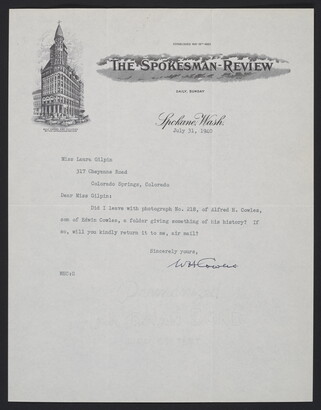 THE SPOKESMAN-REVIEW
DAILY, SUNDAY
Spokane, Wash.
July 31, 1940
Miss Laura Gilpin
317 Cheyenne Road
Colorado Springs, Colorado
Dear Miss Gilpin:
Did I leave with photograph No. 218, of Alfred H. Cowles,
son of Edwin Cowles, a folder giving something of his history? If
so, will you kindly return it to me, air mail?
Sincerely yours,
WHCowles
WHC:S